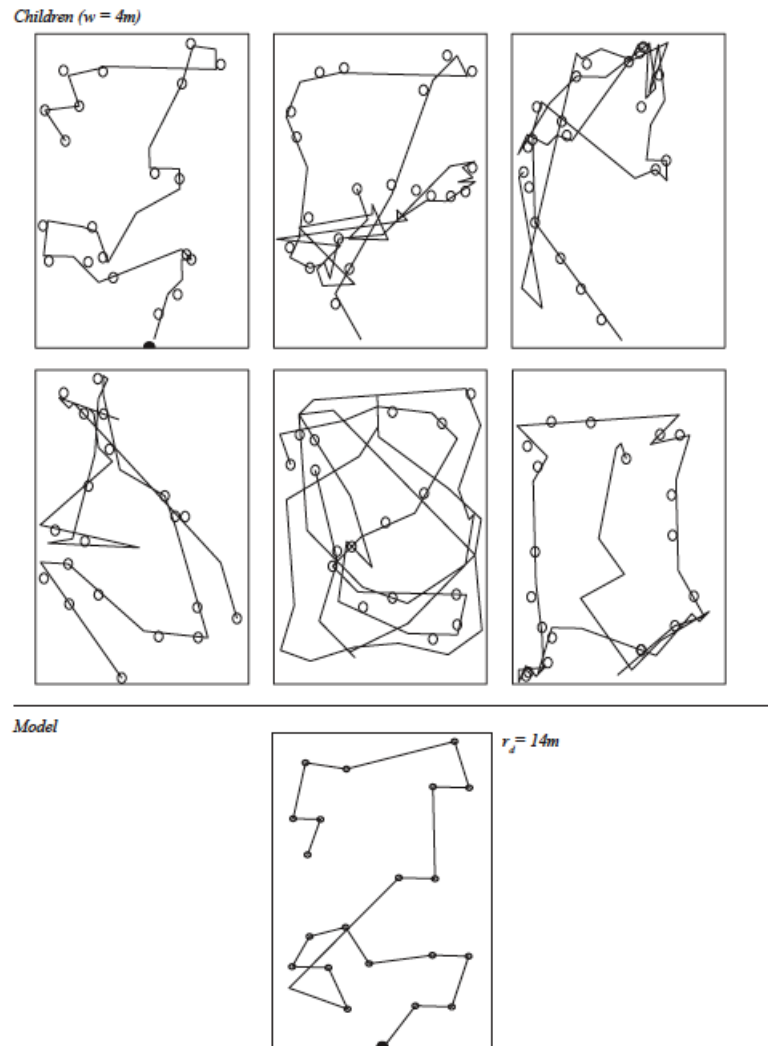 Children (w = 4m)
Model
r_d = 14m